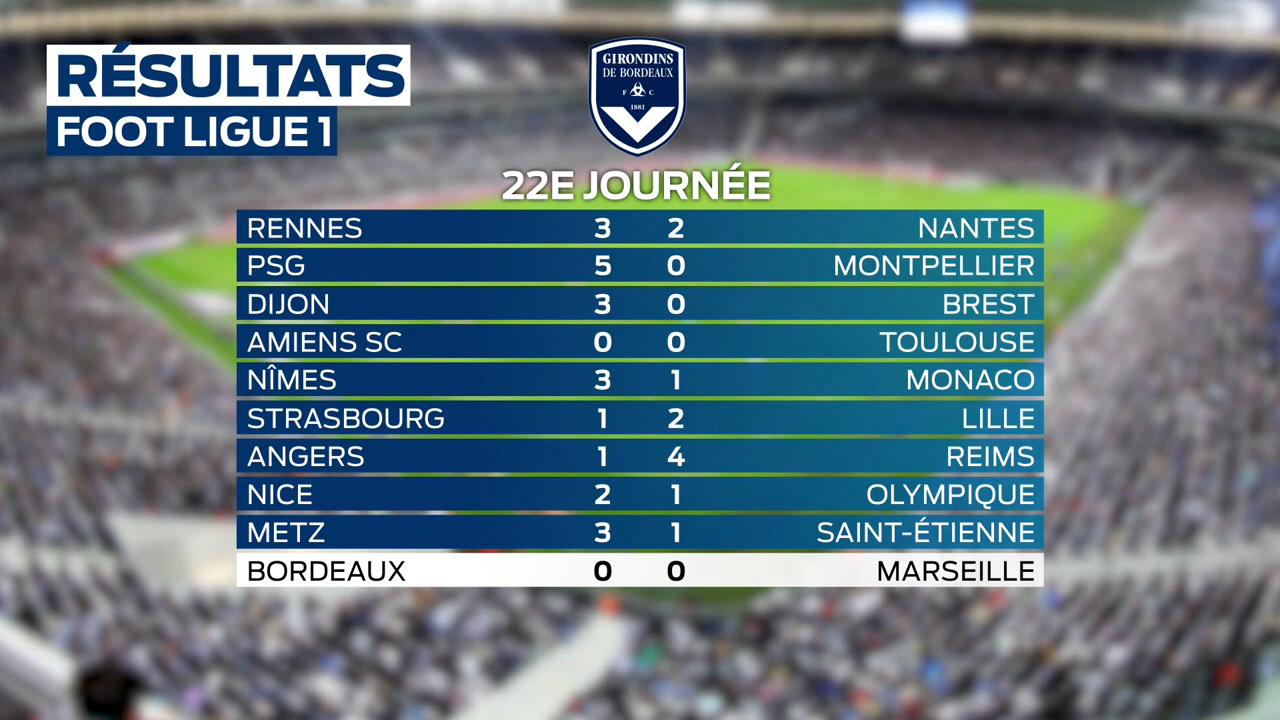 RÉSULTATS
FOOT LIGUE 1
GIRONDINS
DE BORDEAUX
F C
1881
22E JOURNÉE
RENNES 3 2 NANTES
PSG 5 0 MONTPELLIER
DIJON 3 0 BREST
AMIENS SC 0 0 TOULOUSE
NÎMES 3 1 MONACO
STRASBOURG 1 2 LILLE
ANGERS 1 4 REIMS
NICE 2 1 OLYMPIQUE
METZ 3 1 SAINT-ÉTIENNE
BORDEAUX 0 0 MARSEILLE